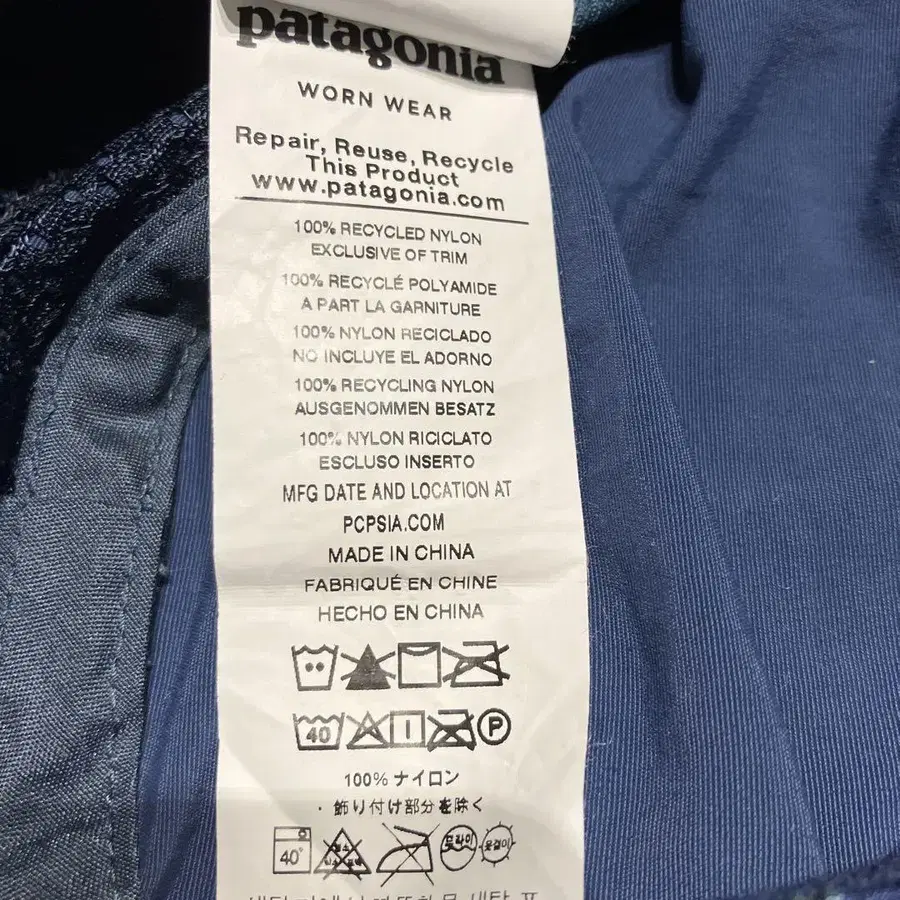 patagonia
WORN WEAR
Repair, Reuse, Recycle
This Product
www.patagonia.com
100% RECYCLED NYLON
EXCLUSIVE OF TRIM
100% RECYCLÉ POLYAMIDE
A PART LA GARNITURE
100% NYLON RECICLADO
NO INCLUYE EL ADORNO
100% RECYCLING NYLON
AUSGENOMMEN BESATZ
100% NYLON RICICLATO
ESCLUSO INSERTO
MFG DATE AND LOCATION AT
PCPSIA.COM
MADE IN CHINA
FABRIQUÉ EN CHINE
HECHO EN CHINA
40 P
100% ナイロン
・飾り付け部分を除く
40° 드라이 옷걸이